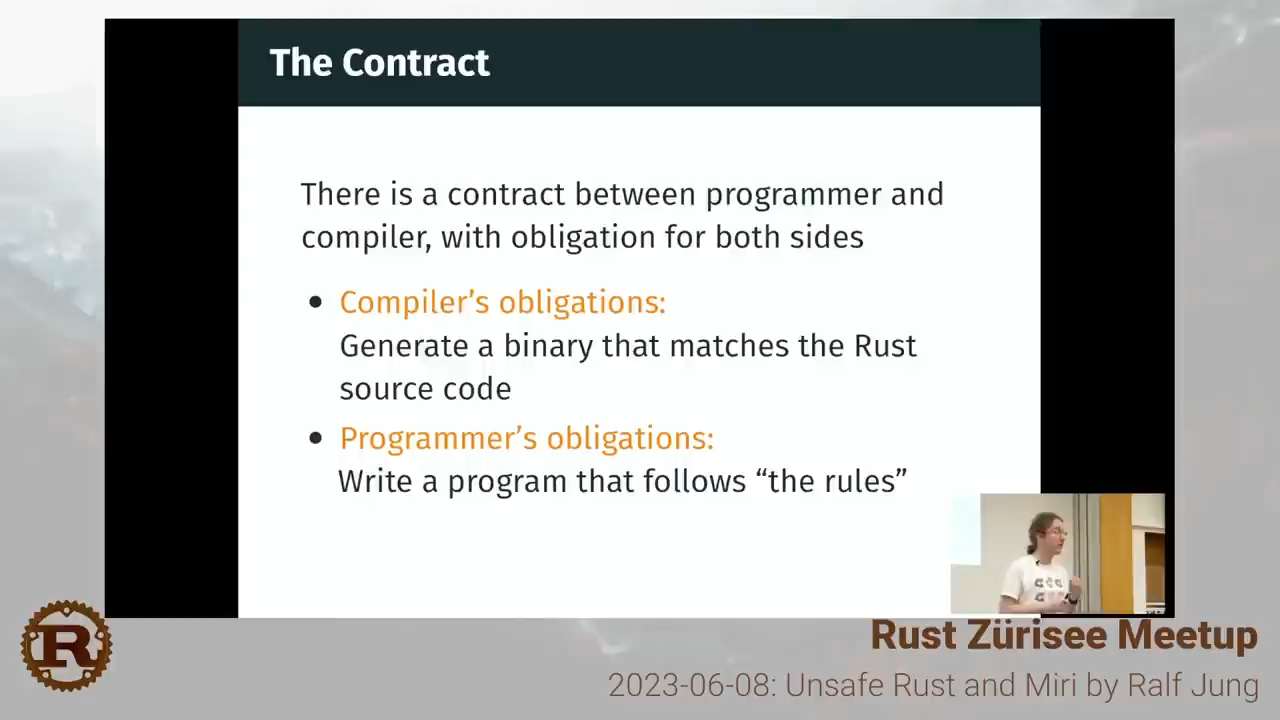 The Contract
There is a contract between programmer and
compiler, with obligation for both sides
• Compiler's obligations:
Generate a binary that matches the Rust
source code
• Programmer's obligations:
Write a program that follows “the rules”
R
Rust Zürisee Meetup
2023-06-08: Unsafe Rust and Miri by Ralf Jung